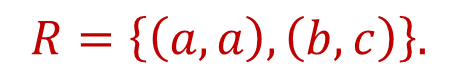 R = {(a, a), (b, c)}.